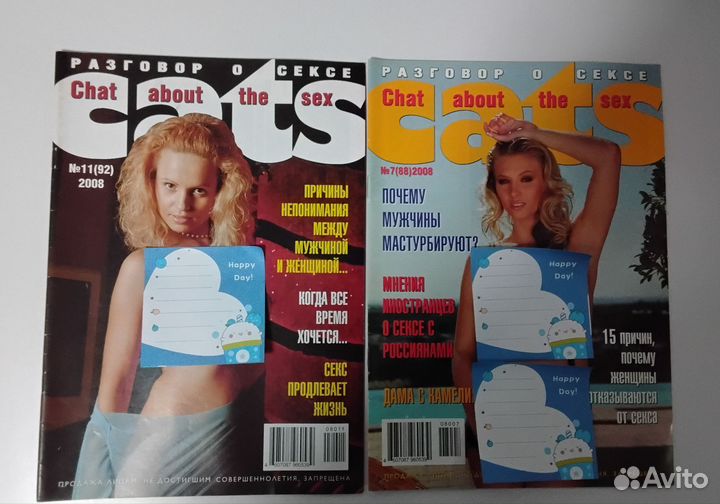 РАЗГОВОР О СЕКСЕ
cats
Chat about the sex
№11(92)
2008
ПРИЧИНЫ
НЕПОНИМАНИЯ
МЕЖДУ
МУЖЧИНОЙ
И ЖЕНЩИНОЙ...
КОГДА ВСЕ
ВРЕМЯ
ХОЧЕТСЯ...
СЕКС
ПРОДЛЕВАЕТ
ЖИЗНЬ
Happy
Day!
08011
ПРОДАЖА ЛИЦАМ, НЕ ДОСТИГШИМ СОВЕРШЕННОЛЕТИЯ, ЗАПРЕЩЕНА
РАЗГОВОР О СЕКСЕ
cats
Chat about the sex
№7(88)2008
ПОЧЕМУ
МУЖЧИНЫ
МАСТУРБИРУЮТ?
МНЕНИЯ
ИНОСТРАНЦЕВ
О СЕКСЕ С
РОССИЯНАМИ
ДАМА С КАМЕЛИ
15 причин,
почему
женщины
отказываются
от секса
Happy
Day!
Happy
Day!
08007
Avito